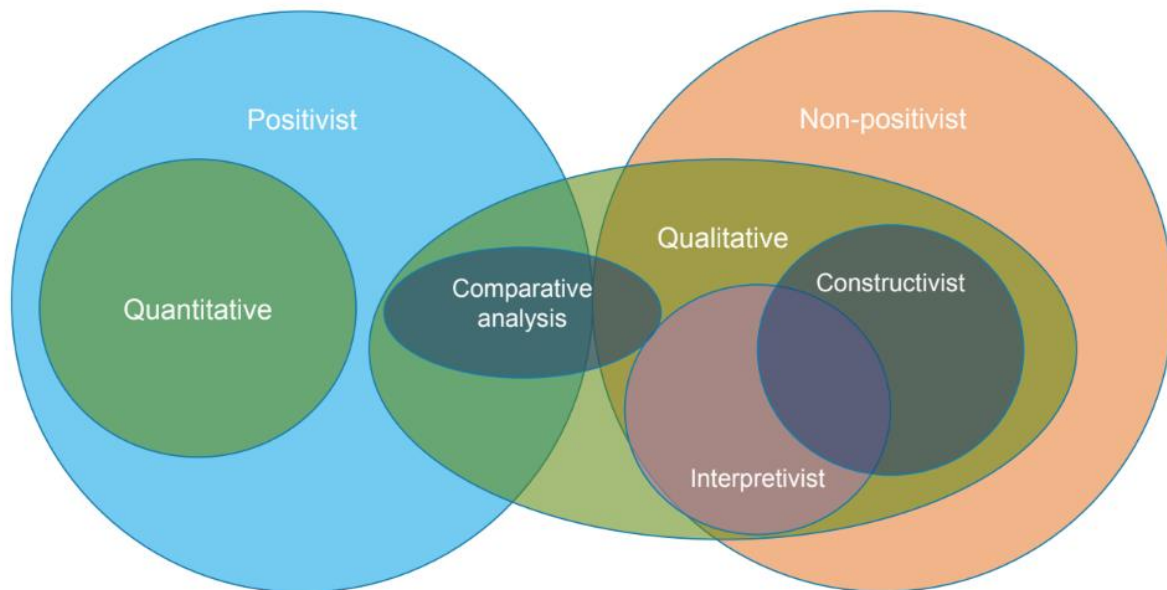 Positivist
Non-positivist
Qualitative
Quantitative
Comparative
analysis
Constructivist
Interpretivist